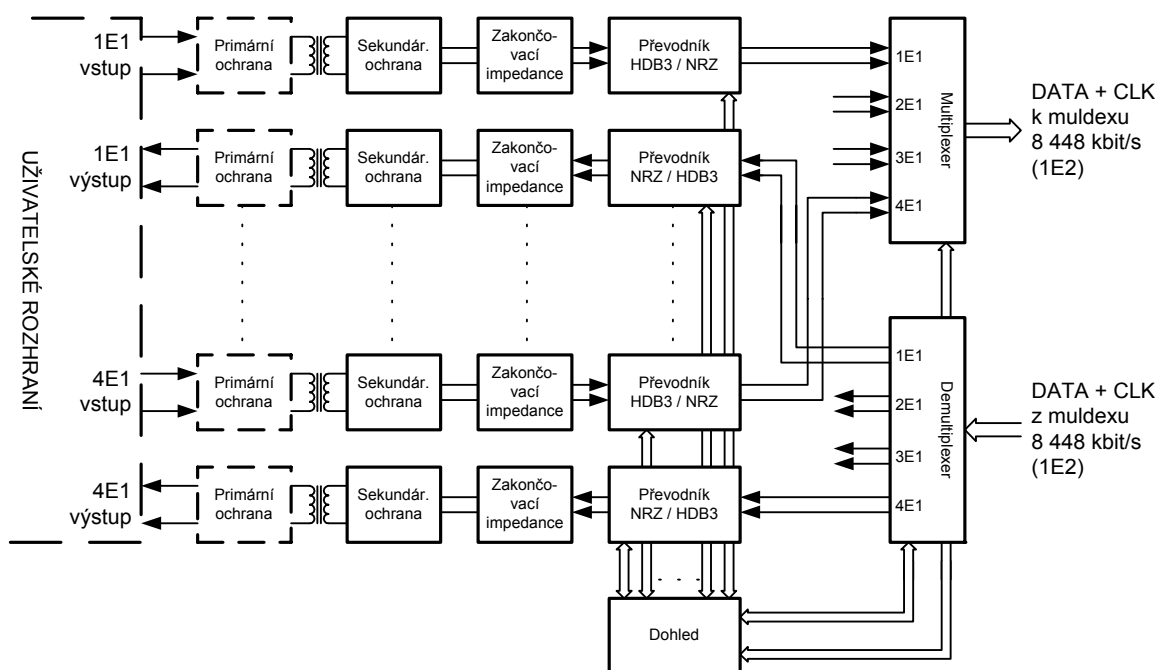 UŽIVATELSKÉ ROZHRANÍ
1E1
vstup
Primární
ochrana
Sekundár.
ochrana
Zakončo-
vací
impedance
Převodník
HDB3 / NRZ
1E1
2E1
3E1
4E1
Multiplexer
DATA + CLK
k muldexu
8 448 kbit/s
(1E2)
1E1
výstup
Primární
ochrana
Sekundár.
ochrana
Zakončo-
vací
impedance
Převodník
NRZ / HDB3
4E1
vstup
Primární
ochrana
Sekundár.
ochrana
Zakončo-
vací
impedance
Převodník
HDB3 / NRZ
1E1
2E1
3E1
4E1
Demultiplexer
DATA + CLK
z muldexu
8 448 kbit/s
(1E2)
4E1
výstup
Primární
ochrana
Sekundár.
ochrana
Zakončo-
vací
impedance
Převodník
NRZ / HDB3
Dohled